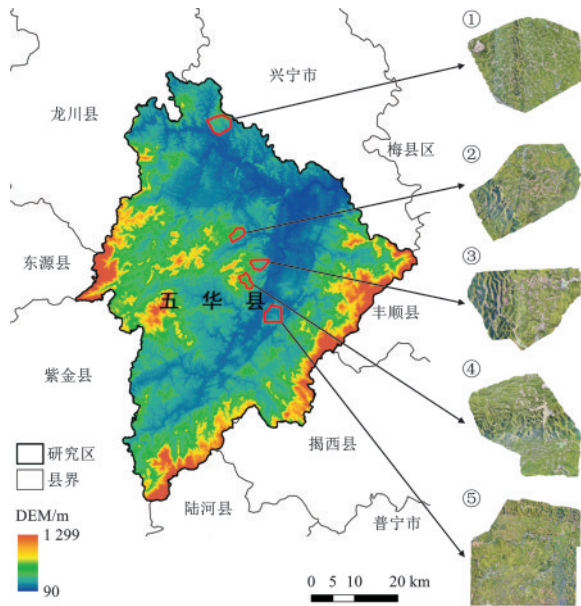 ①
兴宁市
龙川县
梅县区
②
东源县
③
五华县
丰顺县
紫金县
④
揭西县
研究区
县界
陆河县
⑤
普宁市
DEM/m
1 299
90
0 5 10 20 km